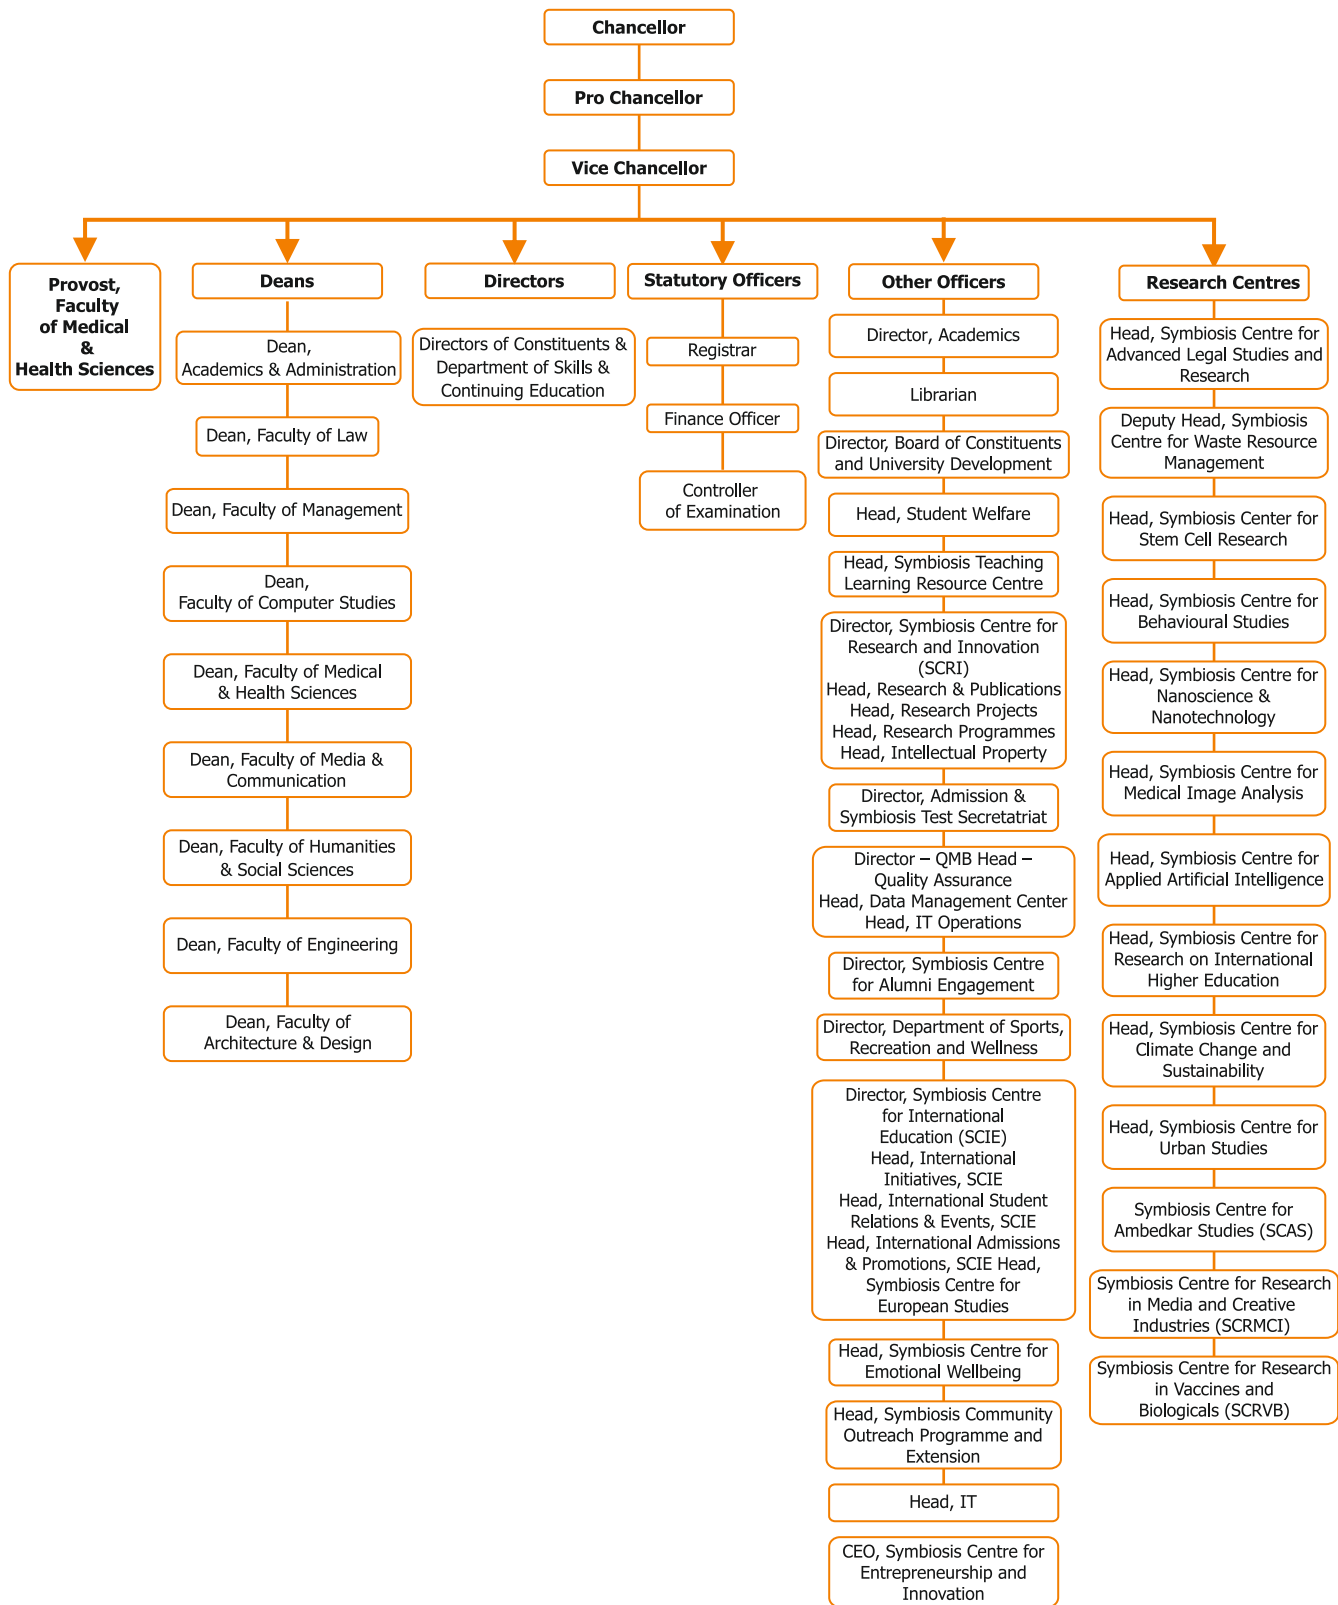 Chancellor
Pro Chancellor
Vice Chancellor
Provost,
Faculty
of Medical
&
Health Sciences
Deans
Dean,
Academics & Administration
Dean, Faculty of Law
Dean, Faculty of Management
Dean,
Faculty of Computer Studies
Dean, Faculty of Medical
& Health Sciences
Dean, Faculty of Media &
Communication
Dean, Faculty of Humanities
& Social Sciences
Dean, Faculty of Engineering
Dean, Faculty of
Architecture & Design
Directors
Directors of Constituents &
Department of Skills &
Continuing Education
Statutory Officers
Registrar
Finance Officer
Controller
of Examination
Other Officers
Director, Academics
Librarian
Director, Board of Constituents
and University Development
Head, Student Welfare
Head, Symbiosis Teaching
Learning Resource Centre
Director, Symbiosis Centre for
Research and Innovation
(SCRI)
Head, Research & Publications
Head, Research Projects
Head, Research Programmes
Head, Intellectual Property
Director, Admission &
Symbiosis Test Secretatriat
Director – QMB Head –
Quality Assurance
Head, Data Management Center
Head, IT Operations
Director, Symbiosis Centre
for Alumni Engagement
Director, Department of Sports,
Recreation and Wellness
Director, Symbiosis Centre
for International
Education (SCIE)
Head, International
Initiatives, SCIE
Head, International Student
Relations & Events, SCIE
Head, International Admissions
& Promotions, SCIE Head,
Symbiosis Centre for
European Studies
Head, Symbiosis Centre for
Emotional Wellbeing
Head, Symbiosis Community
Outreach Programme and
Extension
Head, IT
CEO, Symbiosis Centre for
Entrepreneurship and
Innovation
Research Centres
Head, Symbiosis Centre for
Advanced Legal Studies and
Research
Deputy Head, Symbiosis
Centre for Waste Resource
Management
Head, Symbiosis Center for
Stem Cell Research
Head, Symbiosis Centre for
Behavioural Studies
Head, Symbiosis Centre for
Nanoscience &
Nanotechnology
Head, Symbiosis Centre for
Medical Image Analysis
Head, Symbiosis Centre for
Applied Artificial Intelligence
Head, Symbiosis Centre for
Research on International
Higher Education
Head, Symbiosis Centre for
Climate Change and
Sustainability
Head, Symbiosis Centre for
Urban Studies
Symbiosis Centre for
Ambedkar Studies (SCAS)
Symbiosis Centre for Research
in Media and Creative
Industries (SCRMCI)
Symbiosis Centre for Research
in Vaccines and
Biologicals (SCRVB)